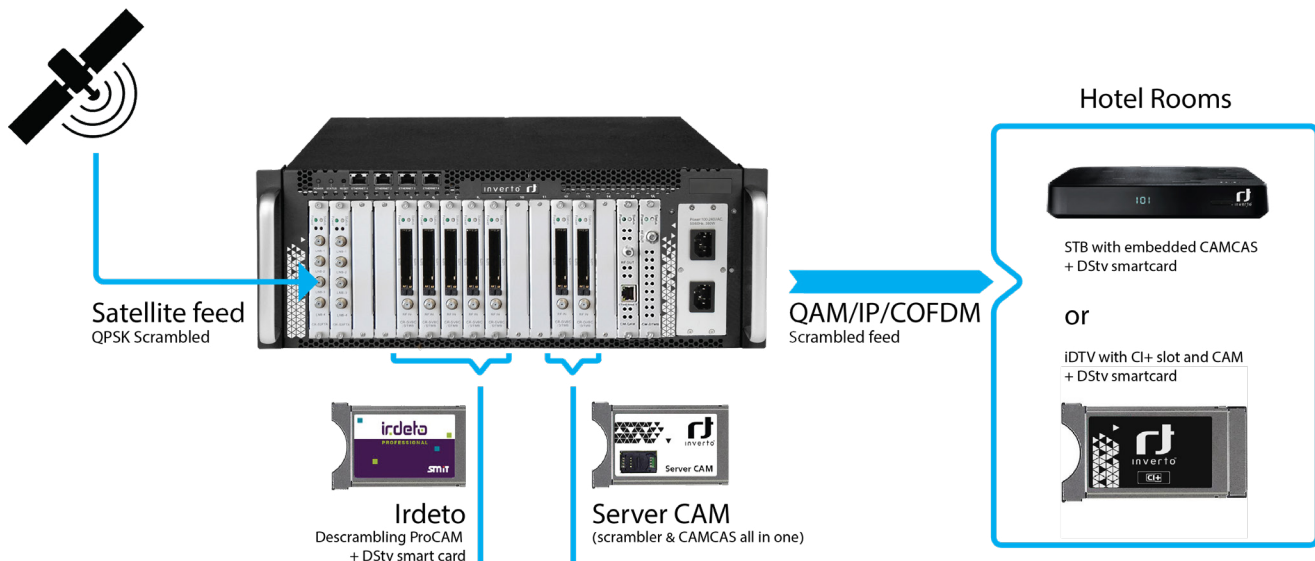 Hotel Rooms
inverto
101
inverto
STB with embedded CAMCAS
+ DStv smartcard
or
iDTV with CI+ slot and CAM
+ DStv smartcard
inverto
CI+
Satellite feed
QPSK Scrambled
QAM/IP/COFDM
Scrambled feed
irdeto
PROFESSIONAL
SMiT
inverto
Server CAM
Irdeto
Descrambling ProCAM
+ DStv smart card
Server CAM
(scrambler & CAMCAS all in one)